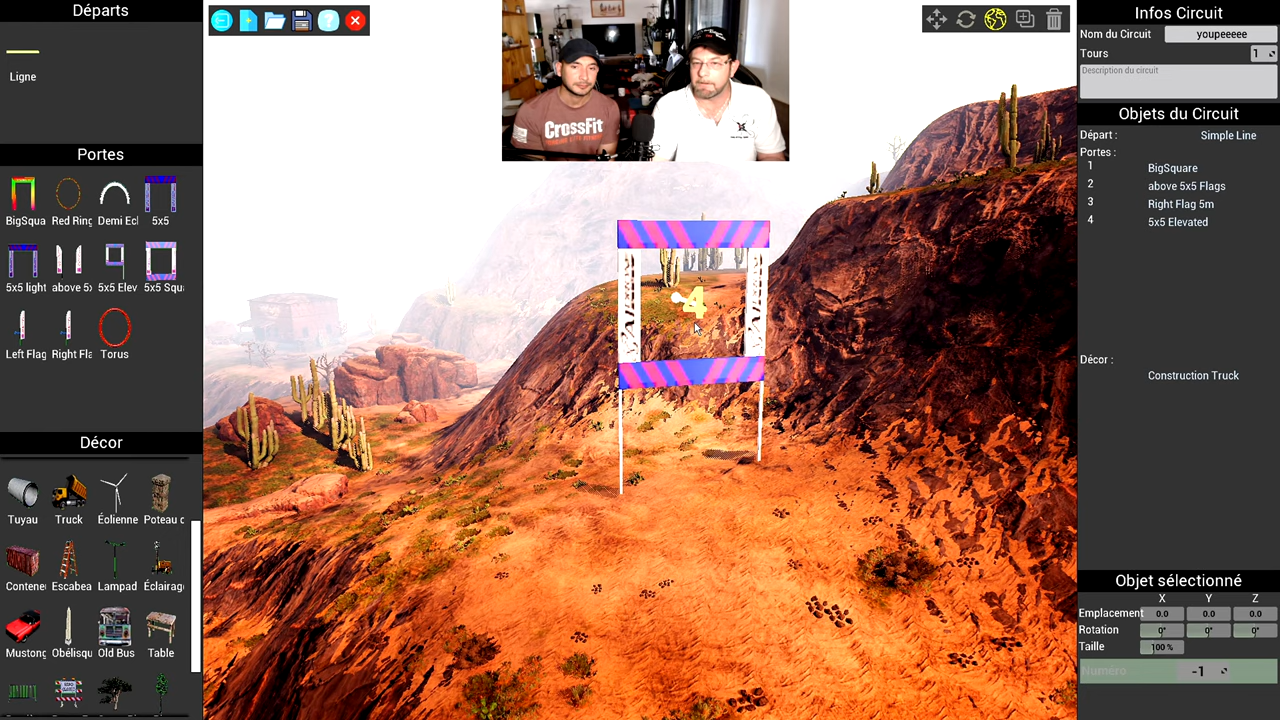 Départs
Ligne
Portes
BigSqua
Red Ring
Demi Ecl
5x5
5x5 light
above 5x
5x5 Elev
5x5 Squ
Left Flag
Right Fla
Torus
Décor
Tuyau
Truck
Éolienne
Poteau c
Conteneu
Escabea
Lampad
Éclairag
Mustong
Obélisqu
Old Bus
Table
CrossFit
4
Infos Circuit
Nom du Circuit youpeeeee
Tours 1
Description du circuit
Objets du Circuit
Départ : Simple Line
Portes :
1 BigSquare
2 above 5x5 Flags
3 Right Flag 5m
4 5x5 Elevated
Décor :
Construction Truck
Objet sélectionné
X Y Z
Emplacement 0.0 0.0 0.0
Rotation 0° 0° 0°
Taille 100 %
Numéro -1